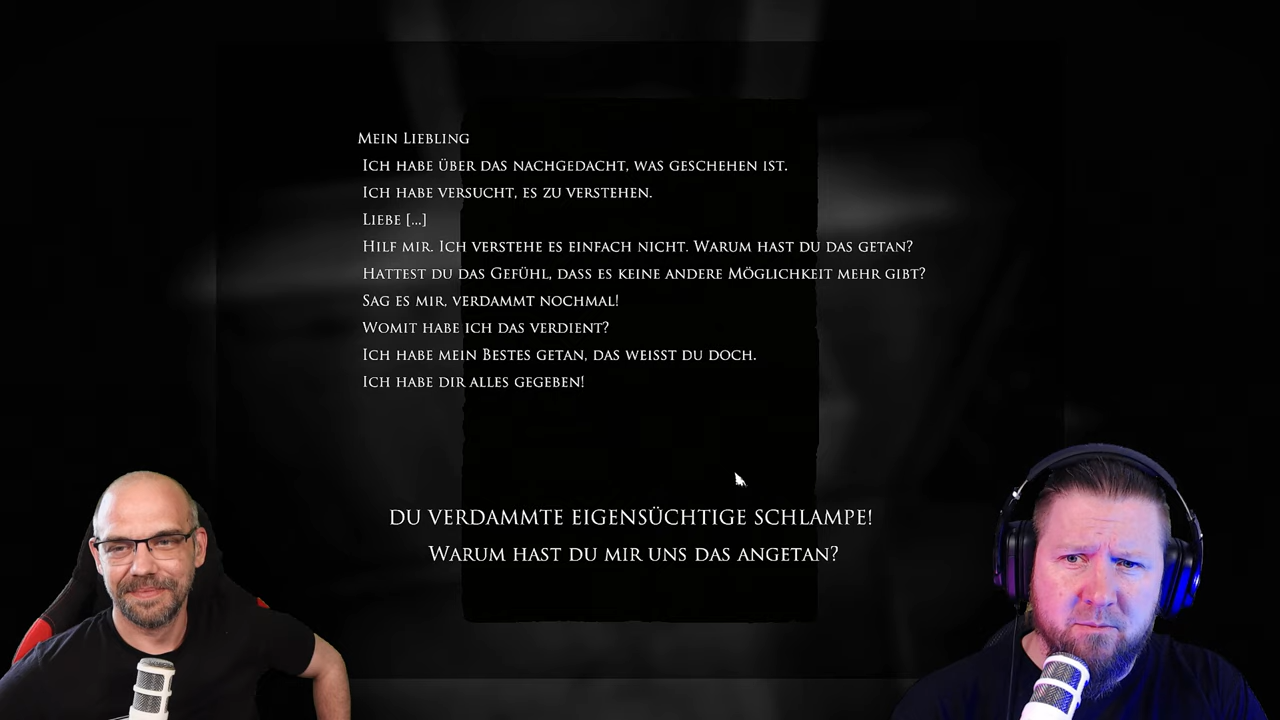 Mein Liebling
Ich habe über das nachgedacht, was geschehen ist.
Ich habe versucht, es zu verstehen.
Liebe [...]
Hilf mir. Ich verstehe es einfach nicht. Warum hast du das getan?
Hattest du das Gefühl, dass es keine andere Möglichkeit mehr gibt?
Sag es mir, verdammt nochmal!
Womit habe ich das verdient?
Ich habe mein Bestes getan, das weisst du doch.
Ich habe dir alles gegeben!
DU VERDAMMTE EIGENSÜCHTIGE SCHLAMPE!
Warum hast du mir uns das angetan?